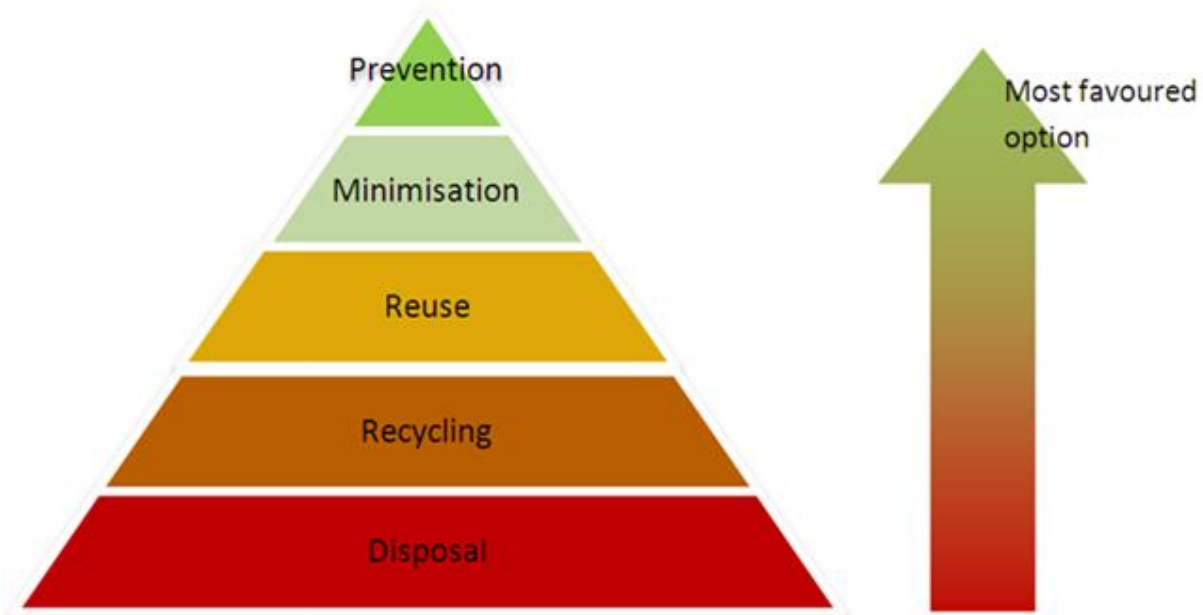 Prevention
Most favoured
option
Minimisation
Reuse
Recycling
Disposal